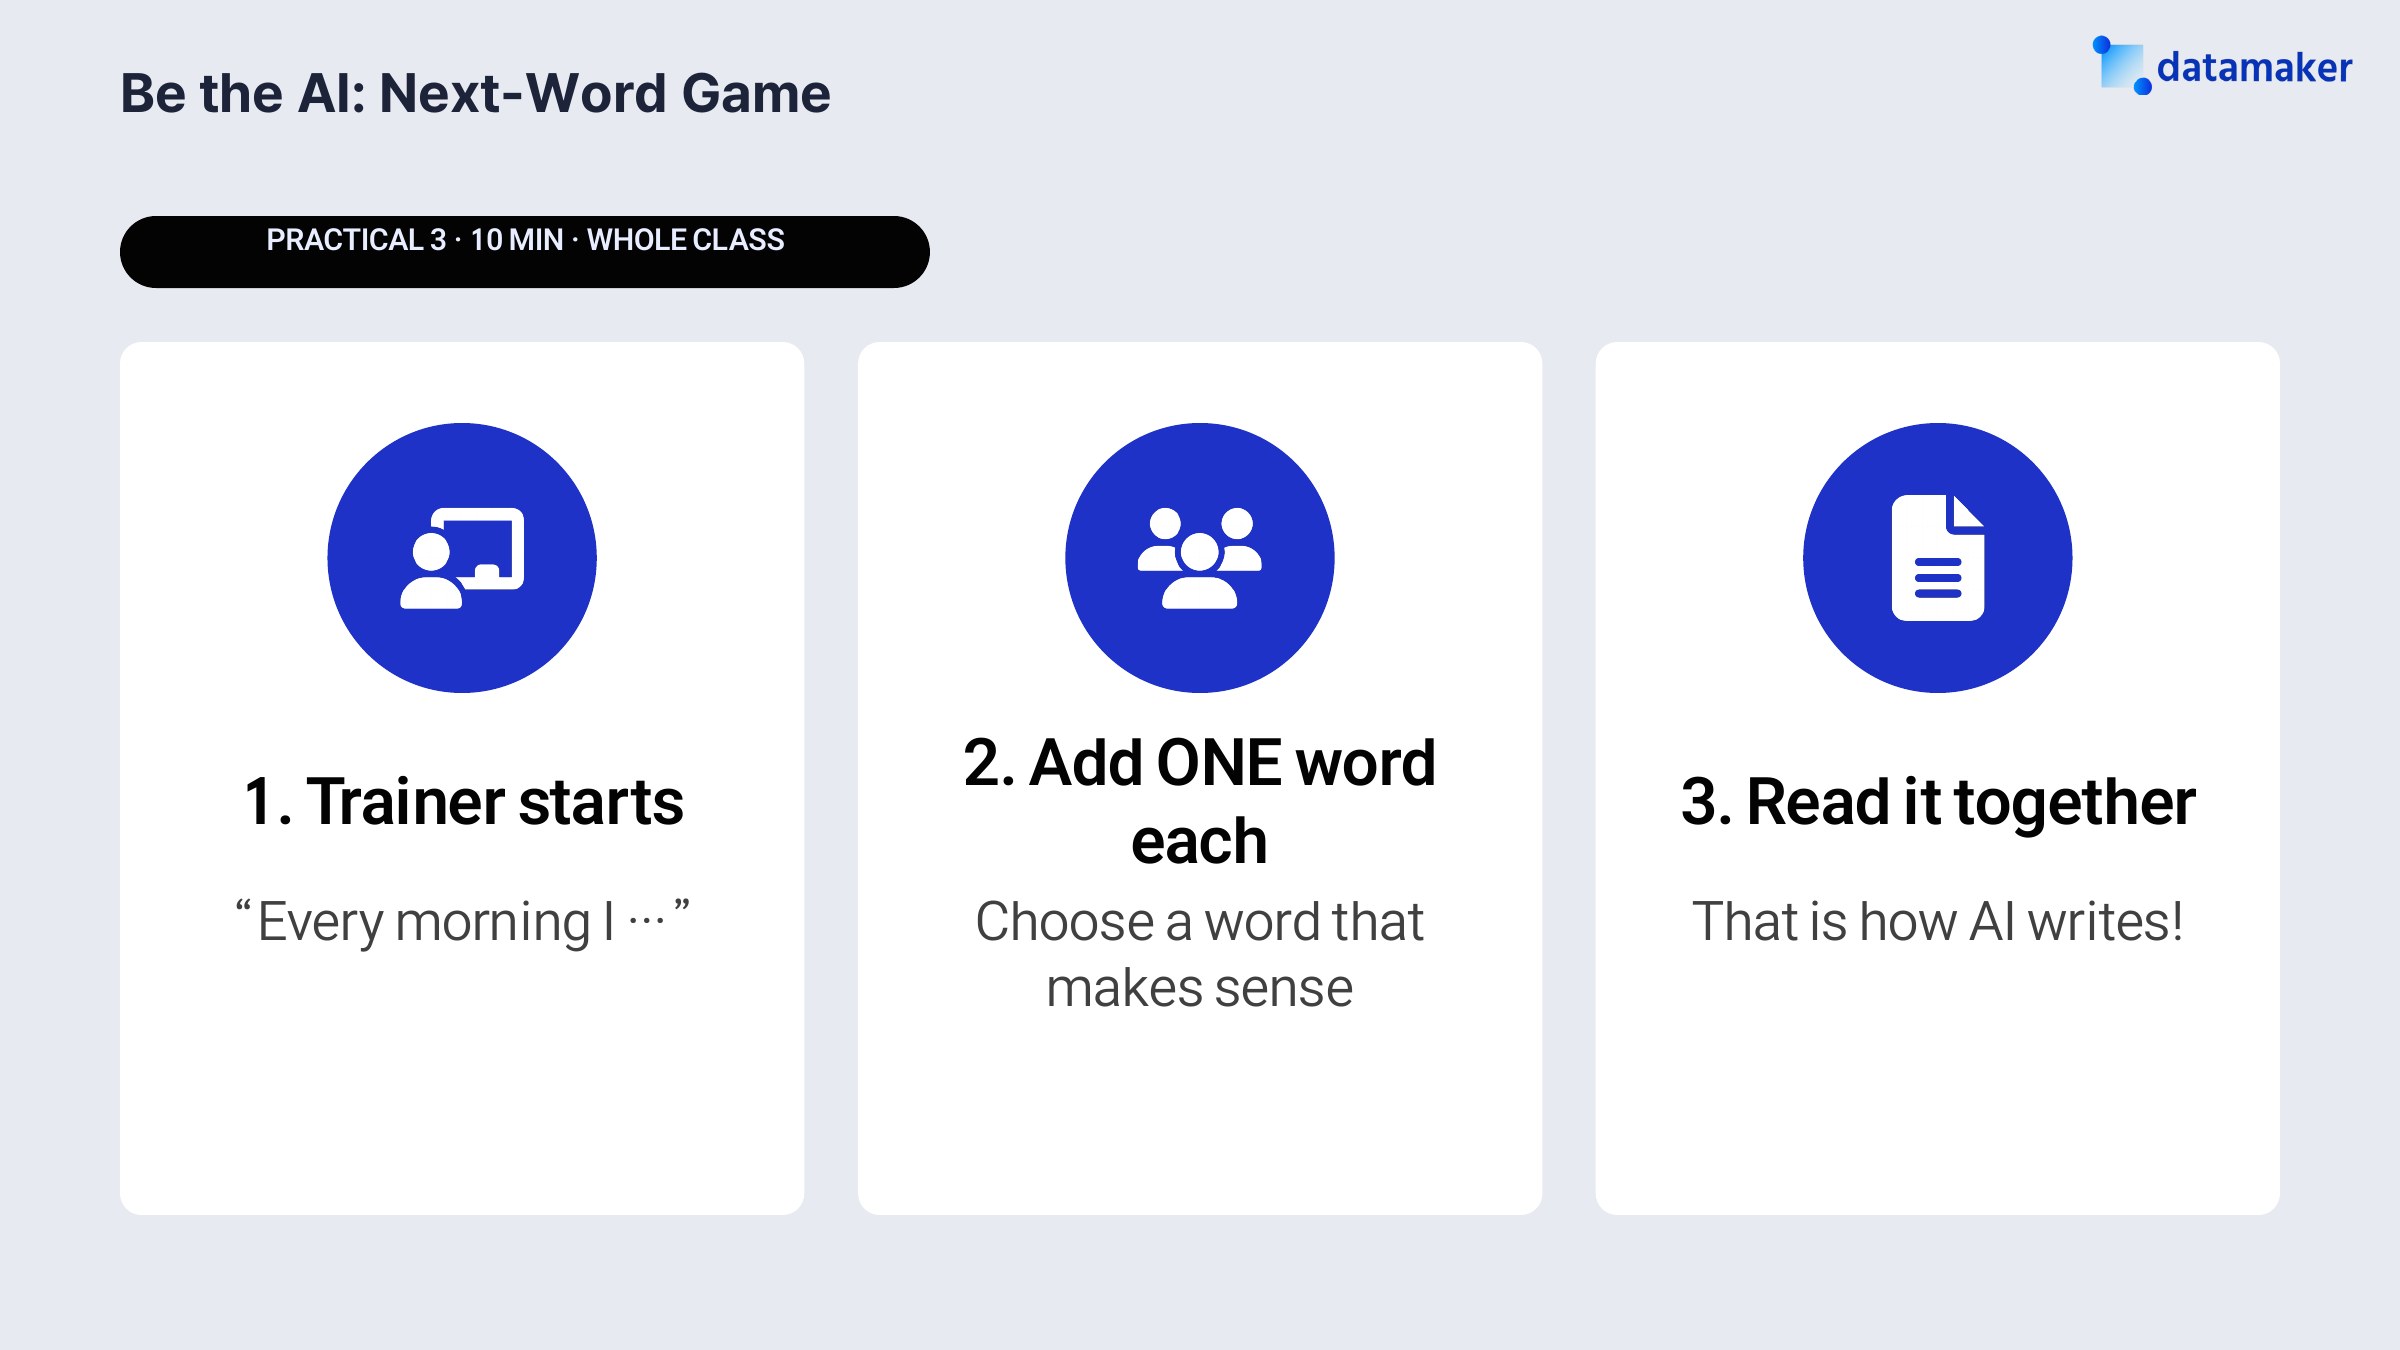 Be the AI: Next-Word Game
datamaker
PRACTICAL 3 · 10 MIN · WHOLE CLASS
1. Trainer starts
“Every morning I ⋯”
2. Add ONE word
each
Choose a word that
makes sense
3. Read it together
That is how AI writes!